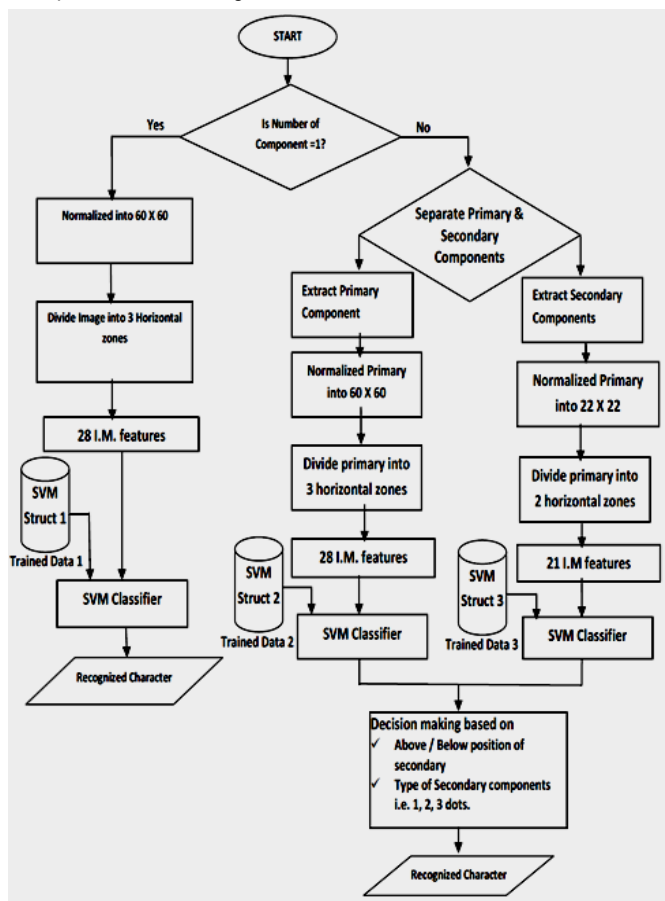 START
Is Number of
Component =1?
Yes
No
Normalized into 60 X 60
Divide Image into 3 Horizontal
zones
28 I.M. features
SVM
Struct 1
Trained Data 1
SVM Classifier
Recognized Character
Separate Primary &
Secondary
Components
Extract Primary
Component
Normalized Primary
into 60 X 60
Divide primary into
3 horizontal zones
28 I.M. features
SVM
Struct 2
Trained Data 2
SVM Classifier
Extract Secondary
Components
Normalized Primary
into 22 X 22
Divide primary into
2 horizontal zones
21 I.M features
SVM
Struct 3
Trained Data 3
SVM Classifier
Decision making based on
✓ Above / Below position of
secondary
✓ Type of Secondary components
i.e. 1, 2, 3 dots.
Recognized Character